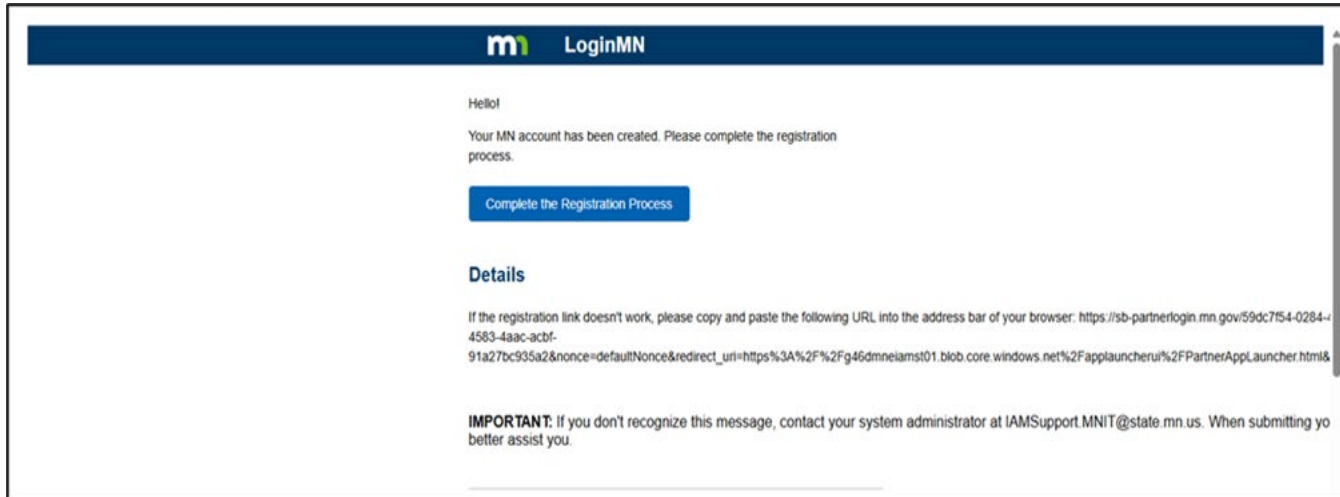 mn LoginMN
Hello!
Your MN account has been created. Please complete the registration
process.
Complete the Registration Process
Details
If the registration link doesn't work, please copy and paste the following URL into the address bar of your browser: https://sb-partnerlogin.mn.gov/59dc7f54-0284-
4583-4aac-acbf-
91a27bc935a2&nonce=defaultNonce&redirect_uri=https%3A%2F%2Fg46dmneiamst01.blob.core.windows.net%2Fapplauncherui%2FPartnerAppLauncher.html&
IMPORTANT: If you don't recognize this message, contact your system administrator at IAMSupport.MNIT@state.mn.us. When submitting yo
better assist you.